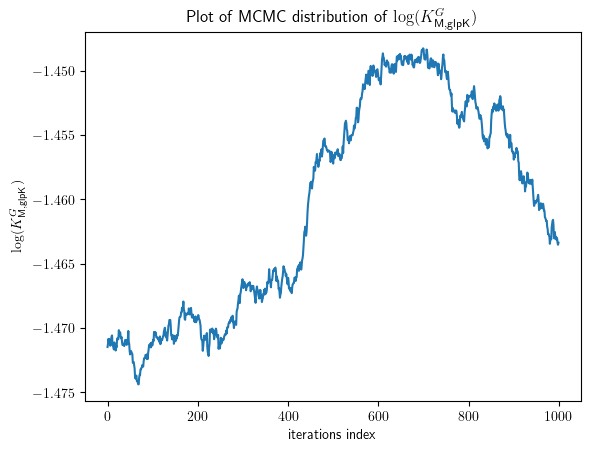 Plot of MCMC distribution of log(K^G_M,glpK)
log(K^G_M,glpK)
−1.450
−1.455
−1.460
−1.465
−1.470
−1.475
0 200 400 600 800 1000
iterations index